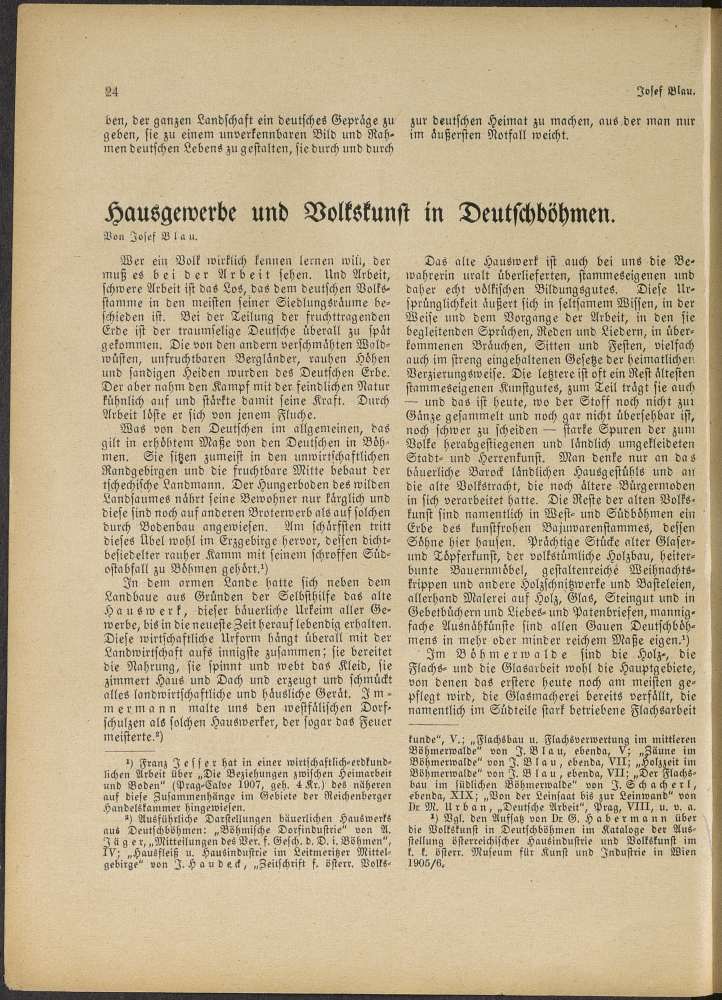 24
Josef Blau.
ben, der ganzen Landschaft ein deutsches Gepräge zu
geben, sie zu einem unverkennbaren Bild und Rah-
men deutschen Lebens zu gestalten, sie durch und durch
zur deutschen Heimat zu machen, aus der man nur
im äußersten Notfall weicht.
Hausgewerbe und Volkskunst in Deutschböhmen.
Von Josef Blau.
Wer ein Volk wirklich kennen lernen will, der
muß es bei der Arbeit sehen. Und Arbeit,
schwere Arbeit ist das Los, das dem deutschen Volks-
stamme in den meisten seiner Siedlungsräume be-
schieden ist. Bei der Teilung der fruchttragenden
Erde ist der traumselige Deutsche überall zu spät
gekommen. Die von den andern verschmähten Wald-
wüsten, unfruchtbaren Bergländer, rauhen Höhen
und sandigen Heiden wurden des Deutschen Erbe.
Der aber nahm den Kampf mit der feindlichen Natur
kühnlich auf und stärkte damit seine Kraft. Durch
Arbeit löste er sich von jenem Fluche.
Was von den Deutschen im allgemeinen, das
gilt in erhöhtem Maße von den Deutschen in Böh-
men. Sie sitzen zumeist in den unwirtschaftlichen
Randgebirgen und die fruchtbare Mitte bebaut der
tschechische Landmann. Der Hungerboden des wilden
Landsaumes nährt seine Bewohner nur kärglich und
diese sind noch auf anderen Broterwerb als auf solchen
durch Bodenbau angewiesen. Am schärfsten tritt
dieses Übel wohl im Erzgebirge hervor, dessen dicht-
besiedelter rauher Kamm mit seinem schroffen Süd-
ostabfall zu Böhmen gehört.¹)
In dem armen Lande hatte sich neben dem
Landbaue aus Gründen der Selbsthilfe das alte
Hauswerk, dieser bäuerliche Urkeim aller Ge-
werbe, bis in die neueste Zeit herauf lebendig erhalten.
Diese wirtschaftliche Urform hängt überall mit der
Landwirtschaft aufs innigste zusammen; sie bereitet
die Nahrung, sie spinnt und webt das Kleid, sie
zimmert Haus und Dach und erzeugt und schmückt
alles landwirtschaftliche und häusliche Gerät. Im-
mermann malte uns den westfälischen Dorf-
schulzen als solchen Hauswerker, der sogar das Feuer
meisterte.²)
¹) Franz Jesser hat in einer wirtschaftlich-erdkund-
lichen Arbeit über „Die Beziehungen zwischen Heimarbeit
und Boden“ (Prag-Calve 1907, geh. 4 Kr.) des näheren
auf diese Zusammenhänge im Gebiete der Reichenberger
Handelskammer hingewiesen.
²) Ausführliche Darstellungen bäuerlichen Hauswerks
aus Deutschböhmen: „Böhmische Dorfindustrie“ von A.
Jäger, „Mitteilungen des Ver. f. Gesch. d. D. i. Böhmen“,
IV; „Hausfleiß u. Hausindustrie im Leitmeritzer Mittel-
gebirge“ von J. Haudeck, „Zeitschrift f. österr. Volks-
Das alte Hauswerk ist auch bei uns die Be-
wahrerin uralt überlieferten, stammeseigenen und
daher echt völkischen Bildungsgutes. Diese Ur-
sprünglichkeit äußert sich in seltsamem Wissen, in der
Weise und dem Vorgange der Arbeit, in den sie
begleitenden Sprüchen, Reden und Liedern, in über-
kommenen Bräuchen, Sitten und Festen, vielfach
auch im streng eingehaltenen Gesetze der heimatlichen
Verzierungsweise. Die letztere ist oft ein Rest ältesten
stammeseigenen Kunstgutes, zum Teil trägt sie auch
— und das ist heute, wo der Stoff noch nicht zur
Gänze gesammelt und noch gar nicht übersehbar ist,
noch schwer zu scheiden — starke Spuren der zum
Volke herabgestiegenen und ländlich umgekleideten
Stadt- und Herrenkunst. Man denke nur an das
bäuerliche Barock ländlichen Hausgestühls und an
die alte Volkstracht, die noch ältere Bürgermoden
in sich verarbeitet hatte. Die Reste der alten Volks-
kunst sind namentlich in West- und Südböhmen ein
Erbe des kunstfrohen Bajuwarenstammes, dessen
Söhne hier hausen. Prächtige Stücke alter Glaser-
und Töpferkunst, der volkstümliche Holzbau, heiter-
bunte Bauernmöbel, gestaltenreiche Weihnachts-
krippen und andere Holzschnitzwerke und Basteleien,
allerhand Malerei auf Holz, Glas, Steingut und in
Gebetbüchern und Liebes- und Patenbriefen, mannig-
fache Ausnähkünste sind allen Gauen Deutschböh-
mens in mehr oder minder reichem Maße eigen.¹)
Im Böhmerwalde sind die Holz-, die
Flachs- und die Glasarbeit wohl die Hauptgebiete,
von denen das erstere heute noch am meisten ge-
pflegt wird, die Glasmacherei bereits verfällt, die
namentlich im Südteile stark betriebene Flachsarbeit
kunde“, V.; „Flachsbau u. Flachsverwertung im mittleren
Böhmerwalde“ von J. Blau, ebenda, V; „Zäune im
Böhmerwalde“ von J. Blau, ebenda, VII; „Holzzeit im
Böhmerwalde“ von J. Blau, ebenda, VII; „Der Flachs-
bau im südlichen Böhmerwalde“ von J. Schacherl,
ebenda, XIX; „Von der Leinsaat bis zur Leinwand“ von
Dr. M. Urban, „Deutsche Arbeit“, Prag, VIII, u. v. a.
¹) Vgl. den Aufsatz von Dr. G. Habermann über
die Volkskunst in Deutschböhmen im Kataloge der Aus-
stellung österreichischer Hausindustrie und Volkskunst im
k. k. österr. Museum für Kunst und Industrie in Wien
1905/6.